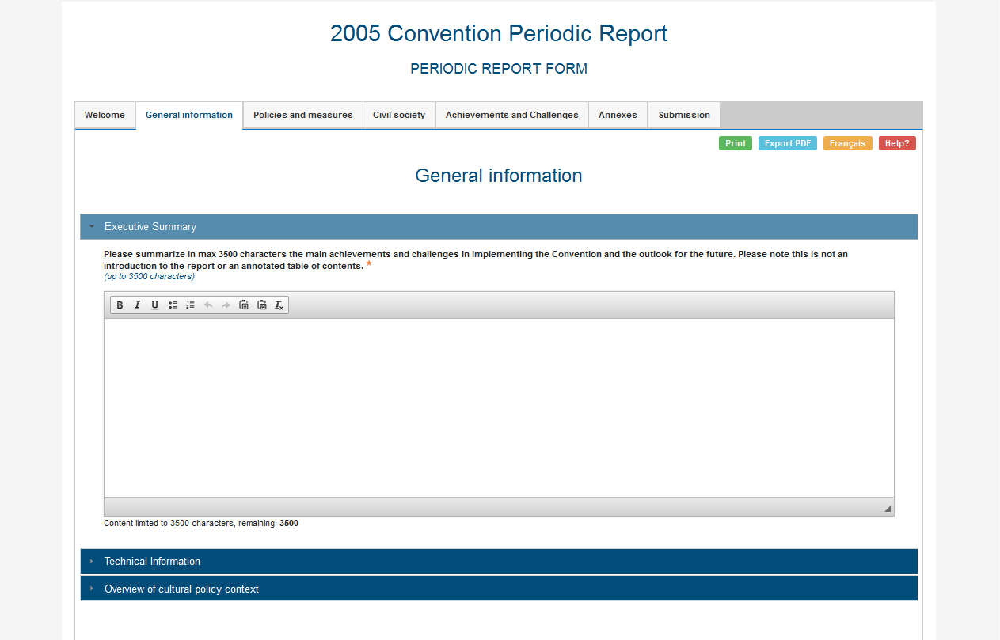 2005 Convention Periodic Report
PERIODIC REPORT FORM
Welcome General information Policies and measures Civil society Achievements and Challenges Annexes Submission
Print Export PDF Français Help?
General information
Executive Summary
Please summarize in max 3500 characters the main achievements and challenges in implementing the Convention and the outlook for the future. Please note this is not an
introduction to the report or an annotated table of contents. *
(up to 3500 characters)
B I U
Content limited to 3500 characters, remaining: 3500
Technical Information
Overview of cultural policy context